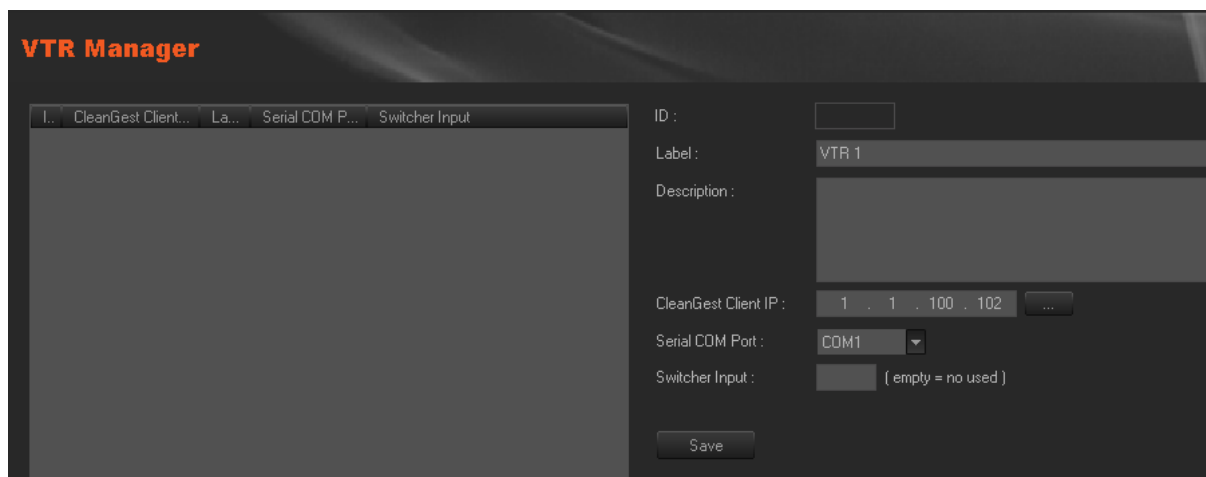 VTR Manager
I.. CleanGest Client... La... Serial COM P... Switcher Input
ID :
Label : VTR 1
Description :
CleanGest Client IP : 1 . 1 . 100 . 102 ...
Serial COM Port : COM1
Switcher Input : ( empty = no used )
Save